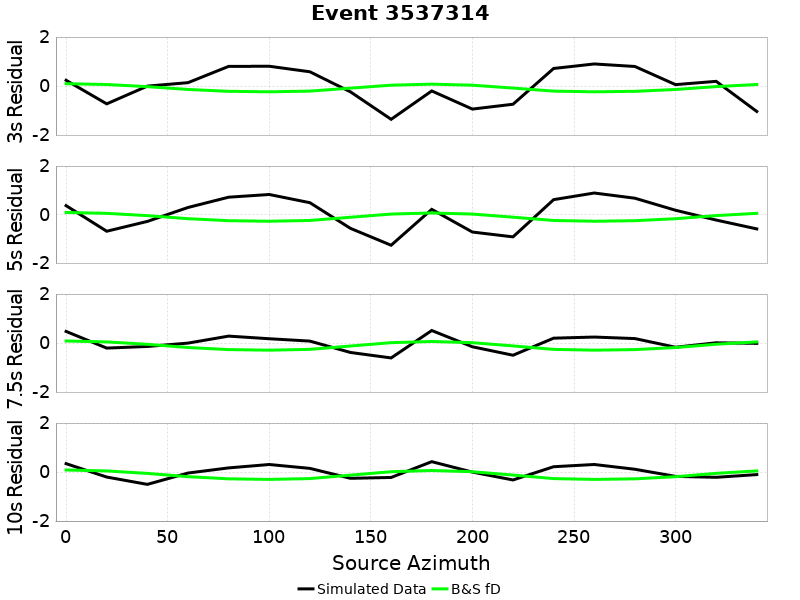 Event 3537314
3s Residual
2
0
-2
5s Residual
2
0
-2
7.5s Residual
2
0
-2
10s Residual
2
0
-2
0 50 100 150 200 250 300
Source Azimuth
Simulated Data B&S fD